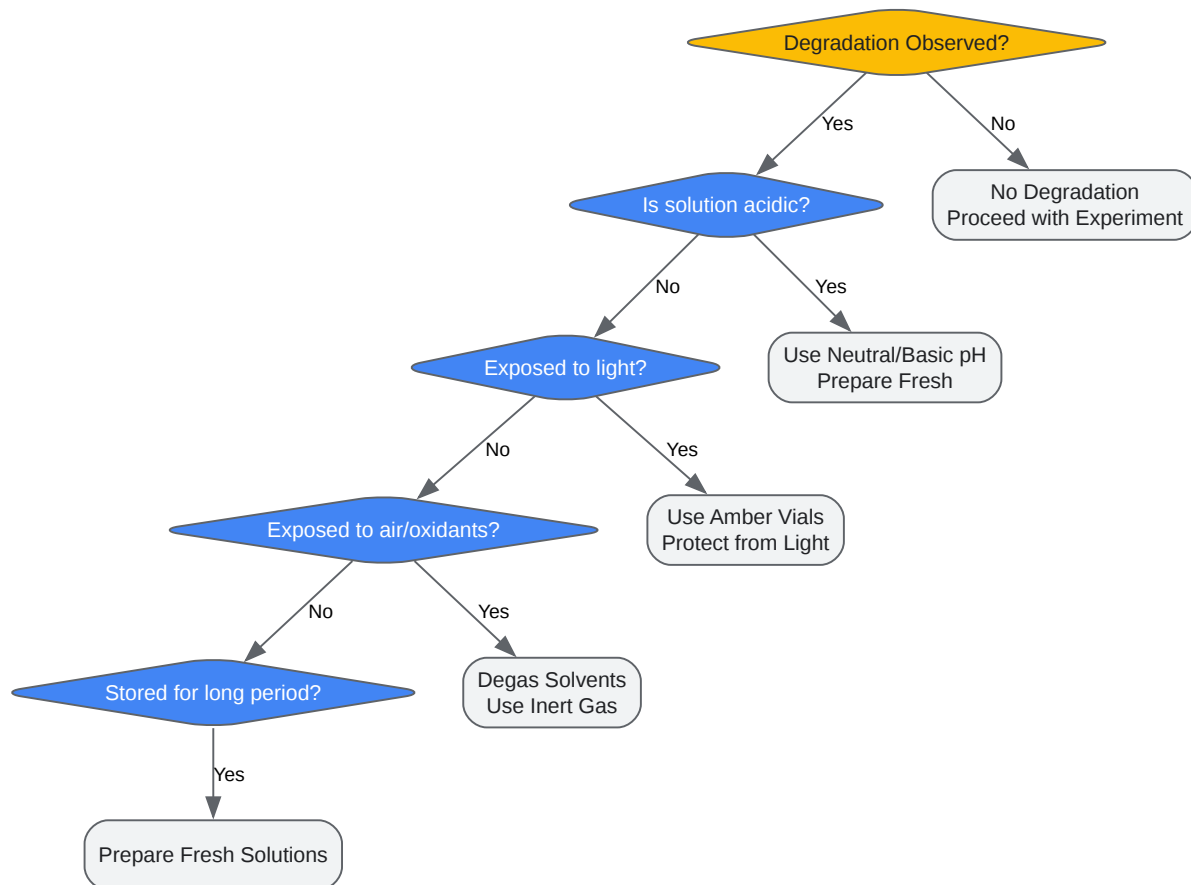 Degradation Observed?
Yes
No
Is solution acidic?
No Degradation
Proceed with Experiment
No
Yes
Exposed to light?
Use Neutral/Basic pH
Prepare Fresh
No
Yes
Exposed to air/oxidants?
Use Amber Vials
Protect from Light
No
Yes
Stored for long period?
Degas Solvents
Use Inert Gas
Yes
Prepare Fresh Solutions